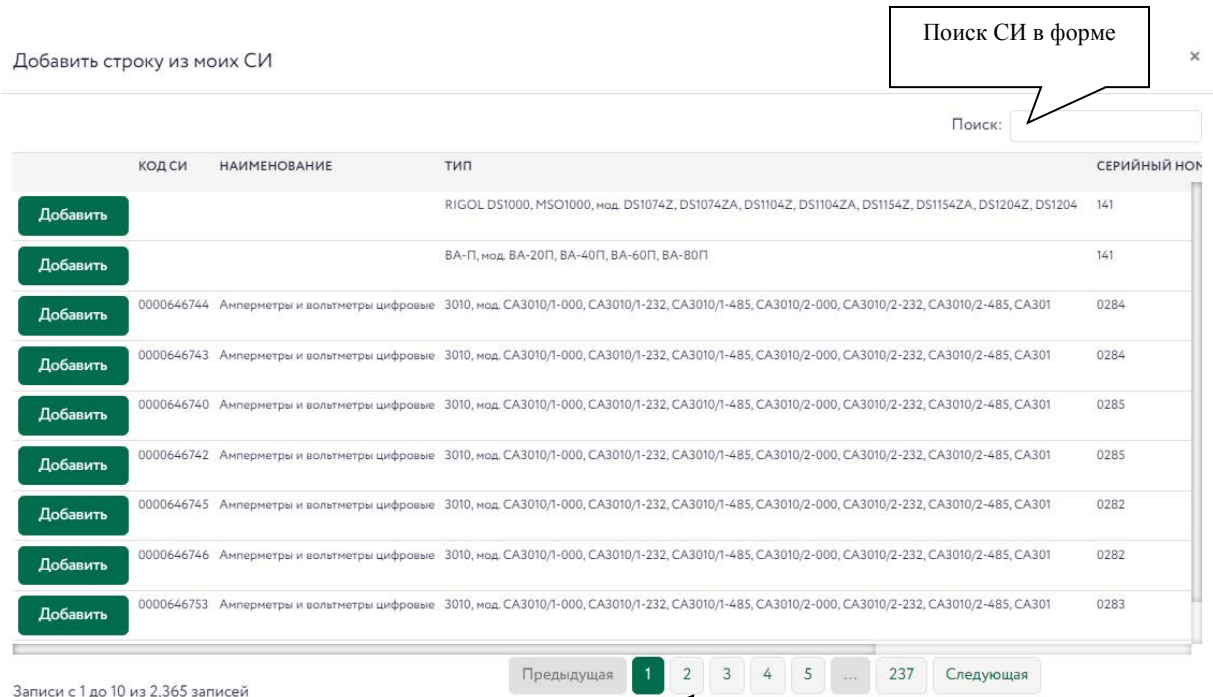 Поиск СИ в форме
Добавить строку из моих СИ
×
Поиск:
КОД СИ НАИМЕНОВАНИЕ ТИП СЕРИЙНЫЙ НОМ
Добавить RIGOL DS1000, MSO1000, мод. DS1074Z, DS1074ZA, DS1104Z, DS1104ZA, DS1154Z, DS1154ZA, DS1204Z, DS1204 141
Добавить ВА-П, мод. ВА-20П, ВА-40П, ВА-60П, ВА-80П 141
Добавить 0000646744 Амперметры и вольтметры цифровые 3010, мод. СА3010/1-000, СА3010/1-232, СА3010/1-485, СА3010/2-000, СА3010/2-232, СА3010/2-485, СА301 0284
Добавить 0000646743 Амперметры и вольтметры цифровые 3010, мод. СА3010/1-000, СА3010/1-232, СА3010/1-485, СА3010/2-000, СА3010/2-232, СА3010/2-485, СА301 0284
Добавить 0000646740 Амперметры и вольтметры цифровые 3010, мод. СА3010/1-000, СА3010/1-232, СА3010/1-485, СА3010/2-000, СА3010/2-232, СА3010/2-485, СА301 0285
Добавить 0000646742 Амперметры и вольтметры цифровые 3010, мод. СА3010/1-000, СА3010/1-232, СА3010/1-485, СА3010/2-000, СА3010/2-232, СА3010/2-485, СА301 0285
Добавить 0000646745 Амперметры и вольтметры цифровые 3010, мод. СА3010/1-000, СА3010/1-232, СА3010/1-485, СА3010/2-000, СА3010/2-232, СА3010/2-485, СА301 0282
Добавить 0000646746 Амперметры и вольтметры цифровые 3010, мод. СА3010/1-000, СА3010/1-232, СА3010/1-485, СА3010/2-000, СА3010/2-232, СА3010/2-485, СА301 0282
Добавить 0000646753 Амперметры и вольтметры цифровые 3010, мод. СА3010/1-000, СА3010/1-232, СА3010/1-485, СА3010/2-000, СА3010/2-232, СА3010/2-485, СА301 0283
Предыдущая 1 2 3 4 5 ... 237 Следующая
Записи с 1 до 10 из 2,365 записей